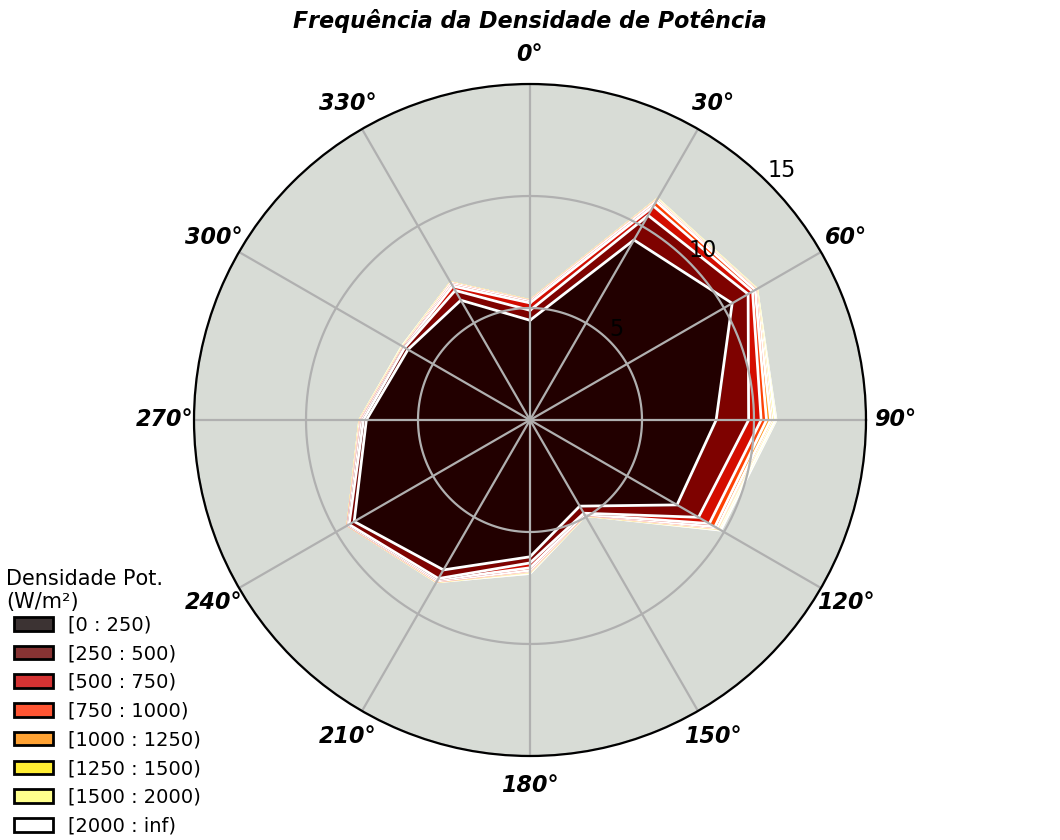 Frequência da Densidade de Potência
0°
330°
30°
15
300°
60°
10
5
270°
90°
240°
120°
210°
150°
180°
Densidade Pot.
(W/m²)
[0 : 250)
[250 : 500)
[500 : 750)
[750 : 1000)
[1000 : 1250)
[1250 : 1500)
[1500 : 2000)
[2000 : inf)